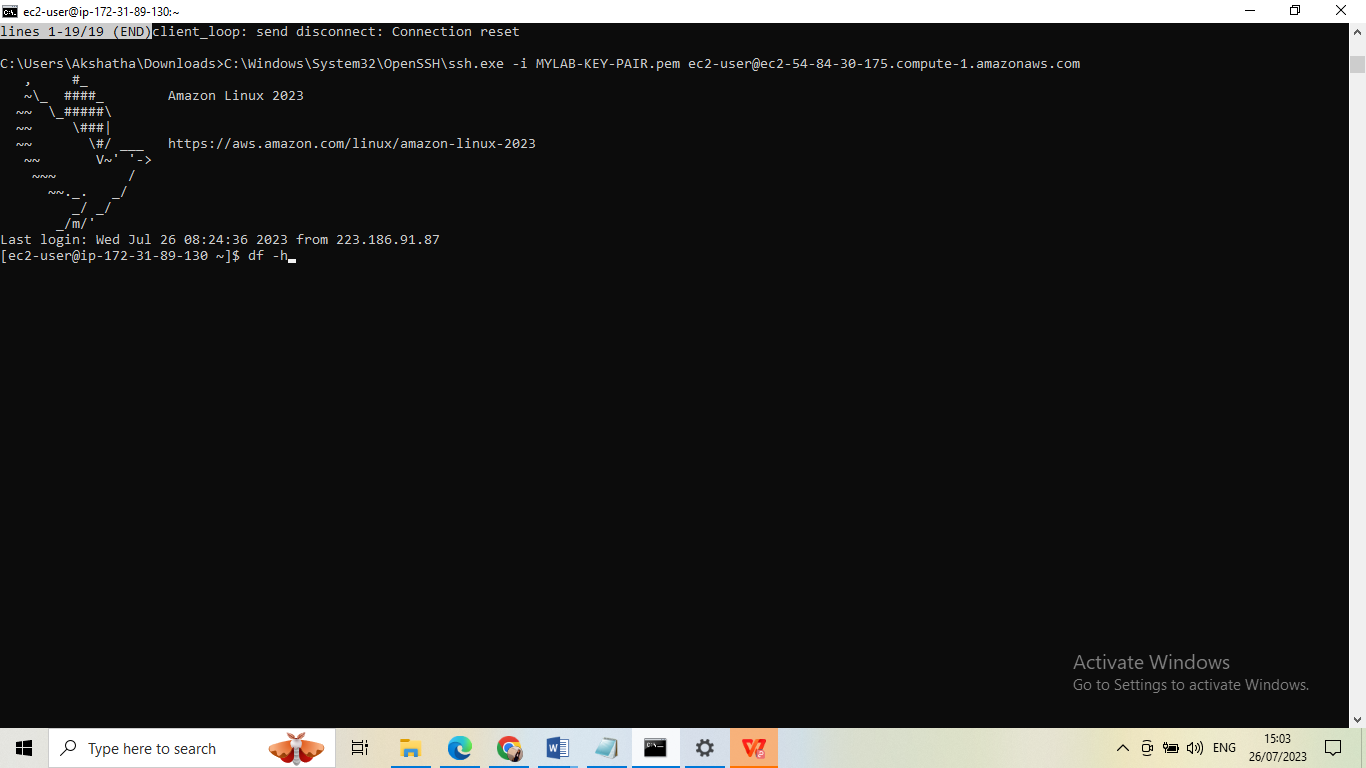 ec2-user@ip-172-31-89-130:~
lines 1-19/19 (END)client_loop: send disconnect: Connection reset
C:\Users\Akshatha\Downloads>C:\Windows\System32\OpenSSH\ssh.exe -i MYLAB-KEY-PAIR.pem ec2-user@ec2-54-84-30-175.compute-1.amazonaws.com
   ,     #_
   ~\_  ####_        Amazon Linux 2023
  ~~  \_#####\
  ~~     \###|
  ~~       \#/ ___   https://aws.amazon.com/linux/amazon-linux-2023
   ~~       V~' '->
    ~~~         /
      ~~._.   _/
         _/ _/
       _/m/'
Last login: Wed Jul 26 08:24:36 2023 from 223.186.91.87
[ec2-user@ip-172-31-89-130 ~]$ df -h
Activate Windows
Go to Settings to activate Windows.
Type here to search
ENG
15:03
26/07/2023